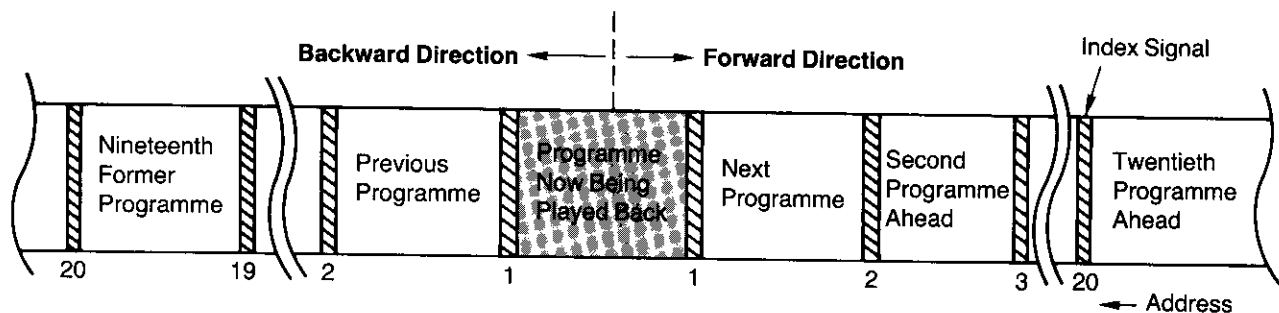 Backward Direction
Forward Direction
Index Signal
Nineteenth
Former
Programme
Previous
Programme
Programme
Now Being
Played Back
Next
Programme
Second
Programme
Ahead
Twentieth
Programme
Ahead
20
19
2
1
1
2
3
20
Address